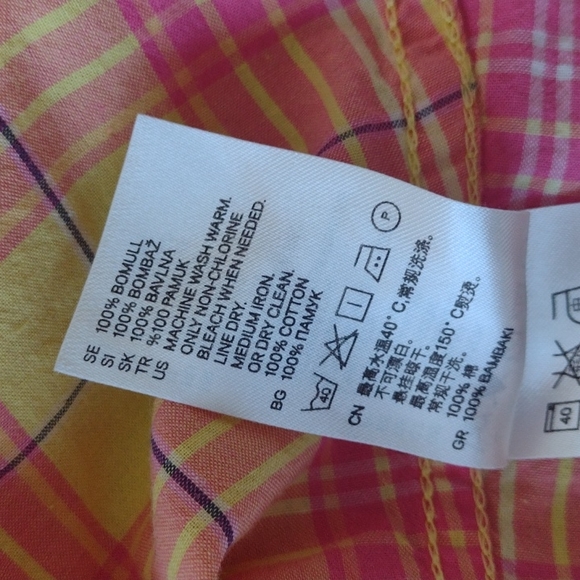 SE 100% BOMULL
SI 100% BOMBAŽ
SK 100% BAVLNA
TR %100 PAMUK
US MACHINE WASH WARM.
ONLY NON-CHLORINE
BLEACH WHEN NEEDED.
LINE DRY.
MEDIUM IRON.
OR DRY CLEAN.
100% COTTON
BG 100% ПАМУК
40 P
CN 最高水温40°C,常规洗涤。
不可漂白。
悬挂晾干。
最高温度150°C熨烫。
常规干洗。
100% 棉
GR 100% BAMBAKI
40